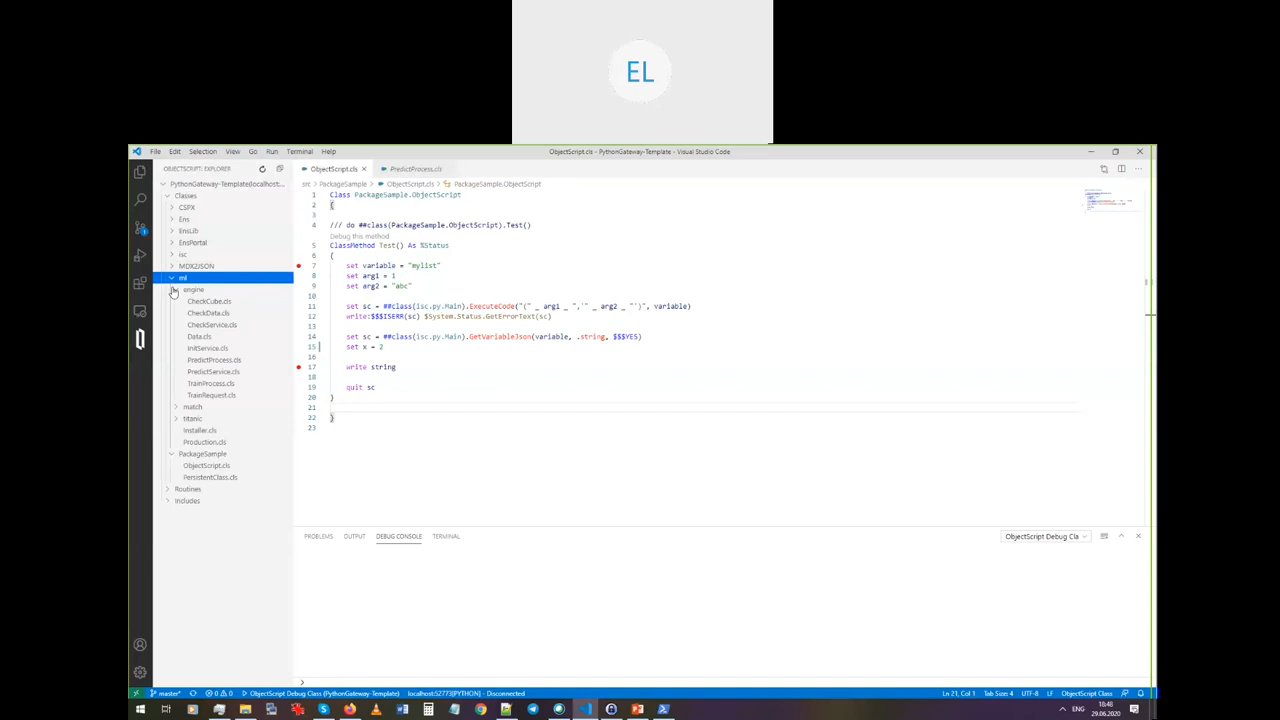 EL
File Edit Selection View Go Run Terminal Help
ObjectScript.cls - PythonGateway-Template - Visual Studio Code
OBJECTSCRIPT: EXPLORER
PythonGateway-Template(localhost:...
Classes
CSPX
Ens
EnsLib
EnsPortal
isc
MDX2JSON
ml
engine
CheckCube.cls
CheckData.cls
CheckService.cls
Data.cls
InitService.cls
PredictProcess.cls
PredictService.cls
TrainProcess.cls
TrainRequest.cls
match
titanic
Installer.cls
Production.cls
PackageSample
ObjectScript.cls
PersistentClass.cls
Routines
Includes
ObjectScript.cls PredictProcess.cls
src > PackageSample > ObjectScript.cls > PackageSample.ObjectScript
1 Class PackageSample.ObjectScript
2 {
3
4 /// do ##class(PackageSample.ObjectScript).Test()
Debug this method
5 ClassMethod Test() As %Status
6 {
7 set variable = "mylist"
8 set arg1 = 1
9 set arg2 = "abc"
10
11 set sc = ##class(isc.py.Main).ExecuteCode("(" _ arg1 _ ",'" _ arg2 _ "')", variable)
12 write:$$$ISERR(sc) $System.Status.GetErrorText(sc)
13
14 set sc = ##class(isc.py.Main).GetVariableJson(variable, .string, $$$YES)
15 set x = 2
16
17 write string
18
19 quit sc
20 }
21
22 }
23
PROBLEMS OUTPUT DEBUG CONSOLE TERMINAL
ObjectScript Debug Cla
master* 0 0 ObjectScript Debug Class (PythonGateway-Template) localhost:52773[PYTHON] - Disconnected
Ln 21, Col 1 Tab Size: 4 UTF-8 LF ObjectScript Class
ENG
18:48
29.06.2020